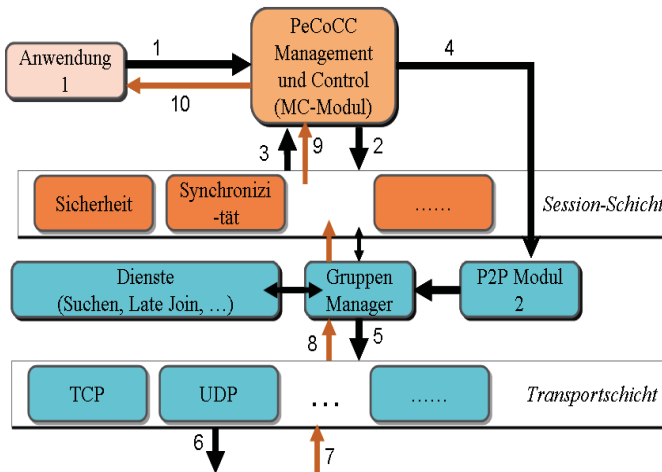 PeCoCC
Management
und Control
(MC-Modul)
Anwendung
1
1
10
4
3
9
2
Sicherheit
Synchronizi
-tät
......
Session-Schicht
Dienste
(Suchen, Late Join, ...)
Gruppen
Manager
P2P Modul
2
8
5
TCP
UDP
...
......
Transportschicht
6
7